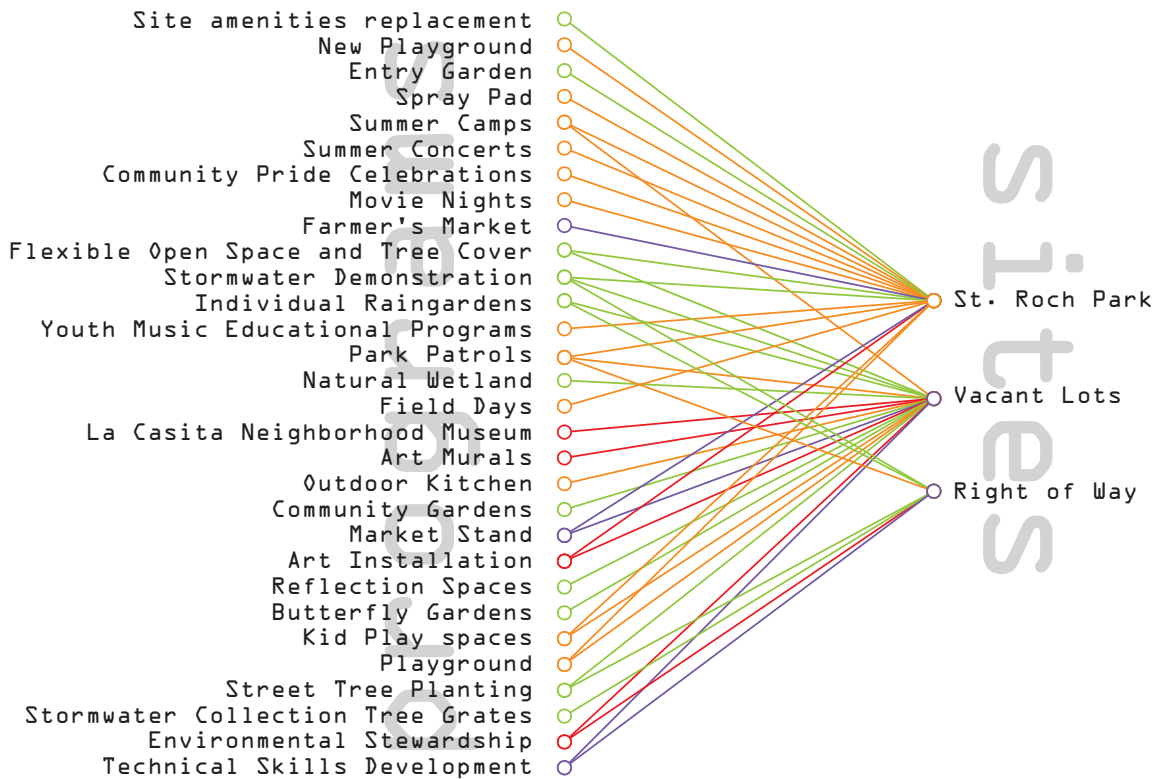 Site amenities replacement
New Playground
Entry Garden
Spray Pad
Summer Camps
Summer Concerts
Community Pride Celebrations
Movie Nights
Farmer's Market
Flexible Open Space and Tree Cover
Stormwater Demonstration
Individual Raingardens
Youth Music Educational Programs
Park Patrols
Natural Wetland
Field Days
La Casita Neighborhood Museum
Art Murals
Outdoor Kitchen
Community Gardens
Market Stand
Art Installation
Reflection Spaces
Butterfly Gardens
Kid Play spaces
Playground
Street Tree Planting
Stormwater Collection Tree Grates
Environmental Stewardship
Technical Skills Development
programs
St. Roch Park
Vacant Lots
Right of Way
sites